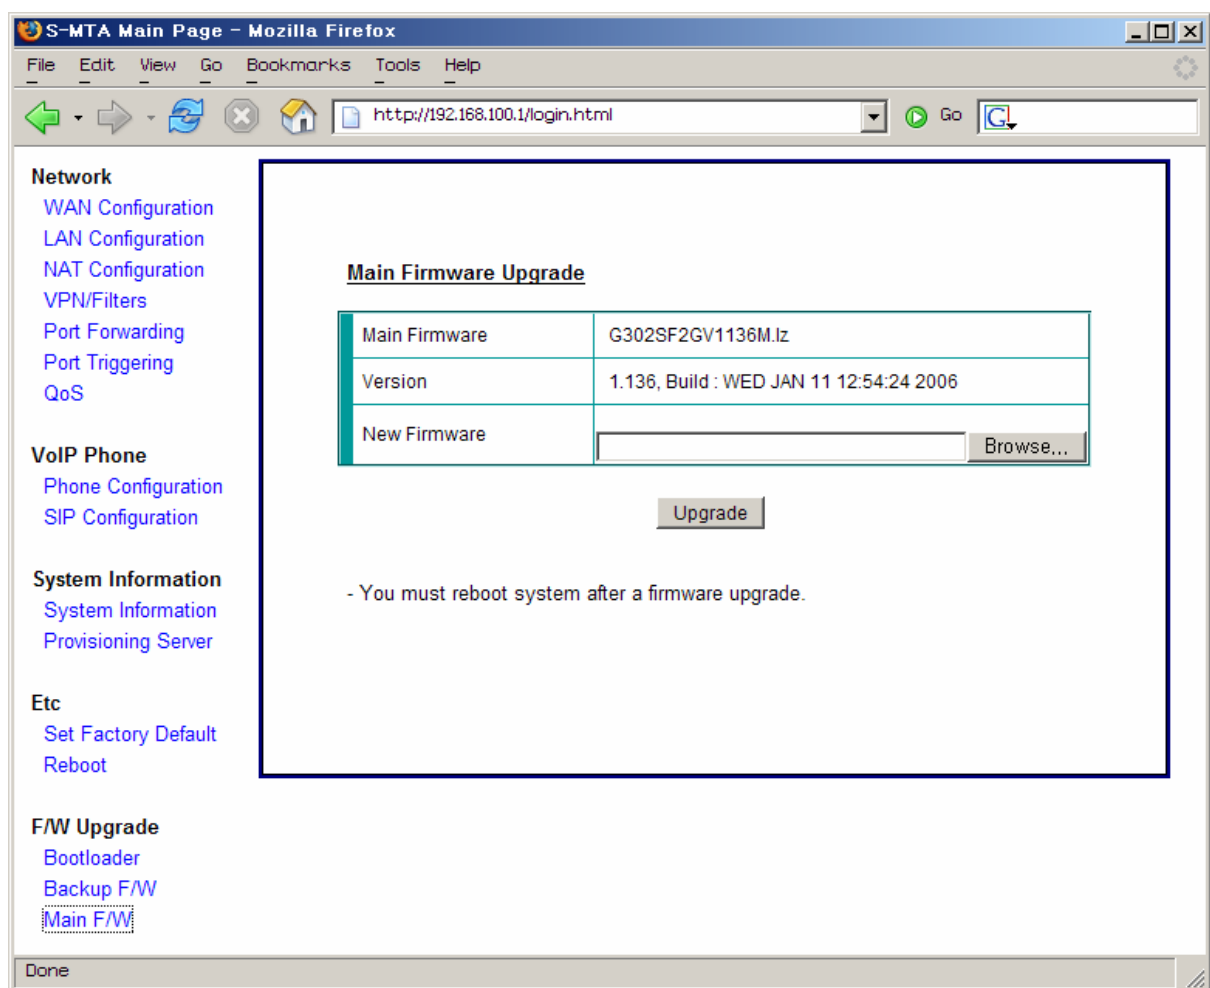 S-MTA Main Page - Mozilla Firefox
File Edit View Go Bookmarks Tools Help
http://192.168.100.1/login.html Go G
Network
WAN Configuration
LAN Configuration
NAT Configuration
VPN/Filters
Port Forwarding
Port Triggering
QoS
VoIP Phone
Phone Configuration
SIP Configuration
System Information
System Information
Provisioning Server
Etc
Set Factory Default
Reboot
F/W Upgrade
Bootloader
Backup F/W
Main F/W
Main Firmware Upgrade
Main Firmware G302SF2GV1136M.lz
Version 1.136, Build : WED JAN 11 12:54:24 2006
New Firmware Browse...
Upgrade
- You must reboot system after a firmware upgrade.
Done